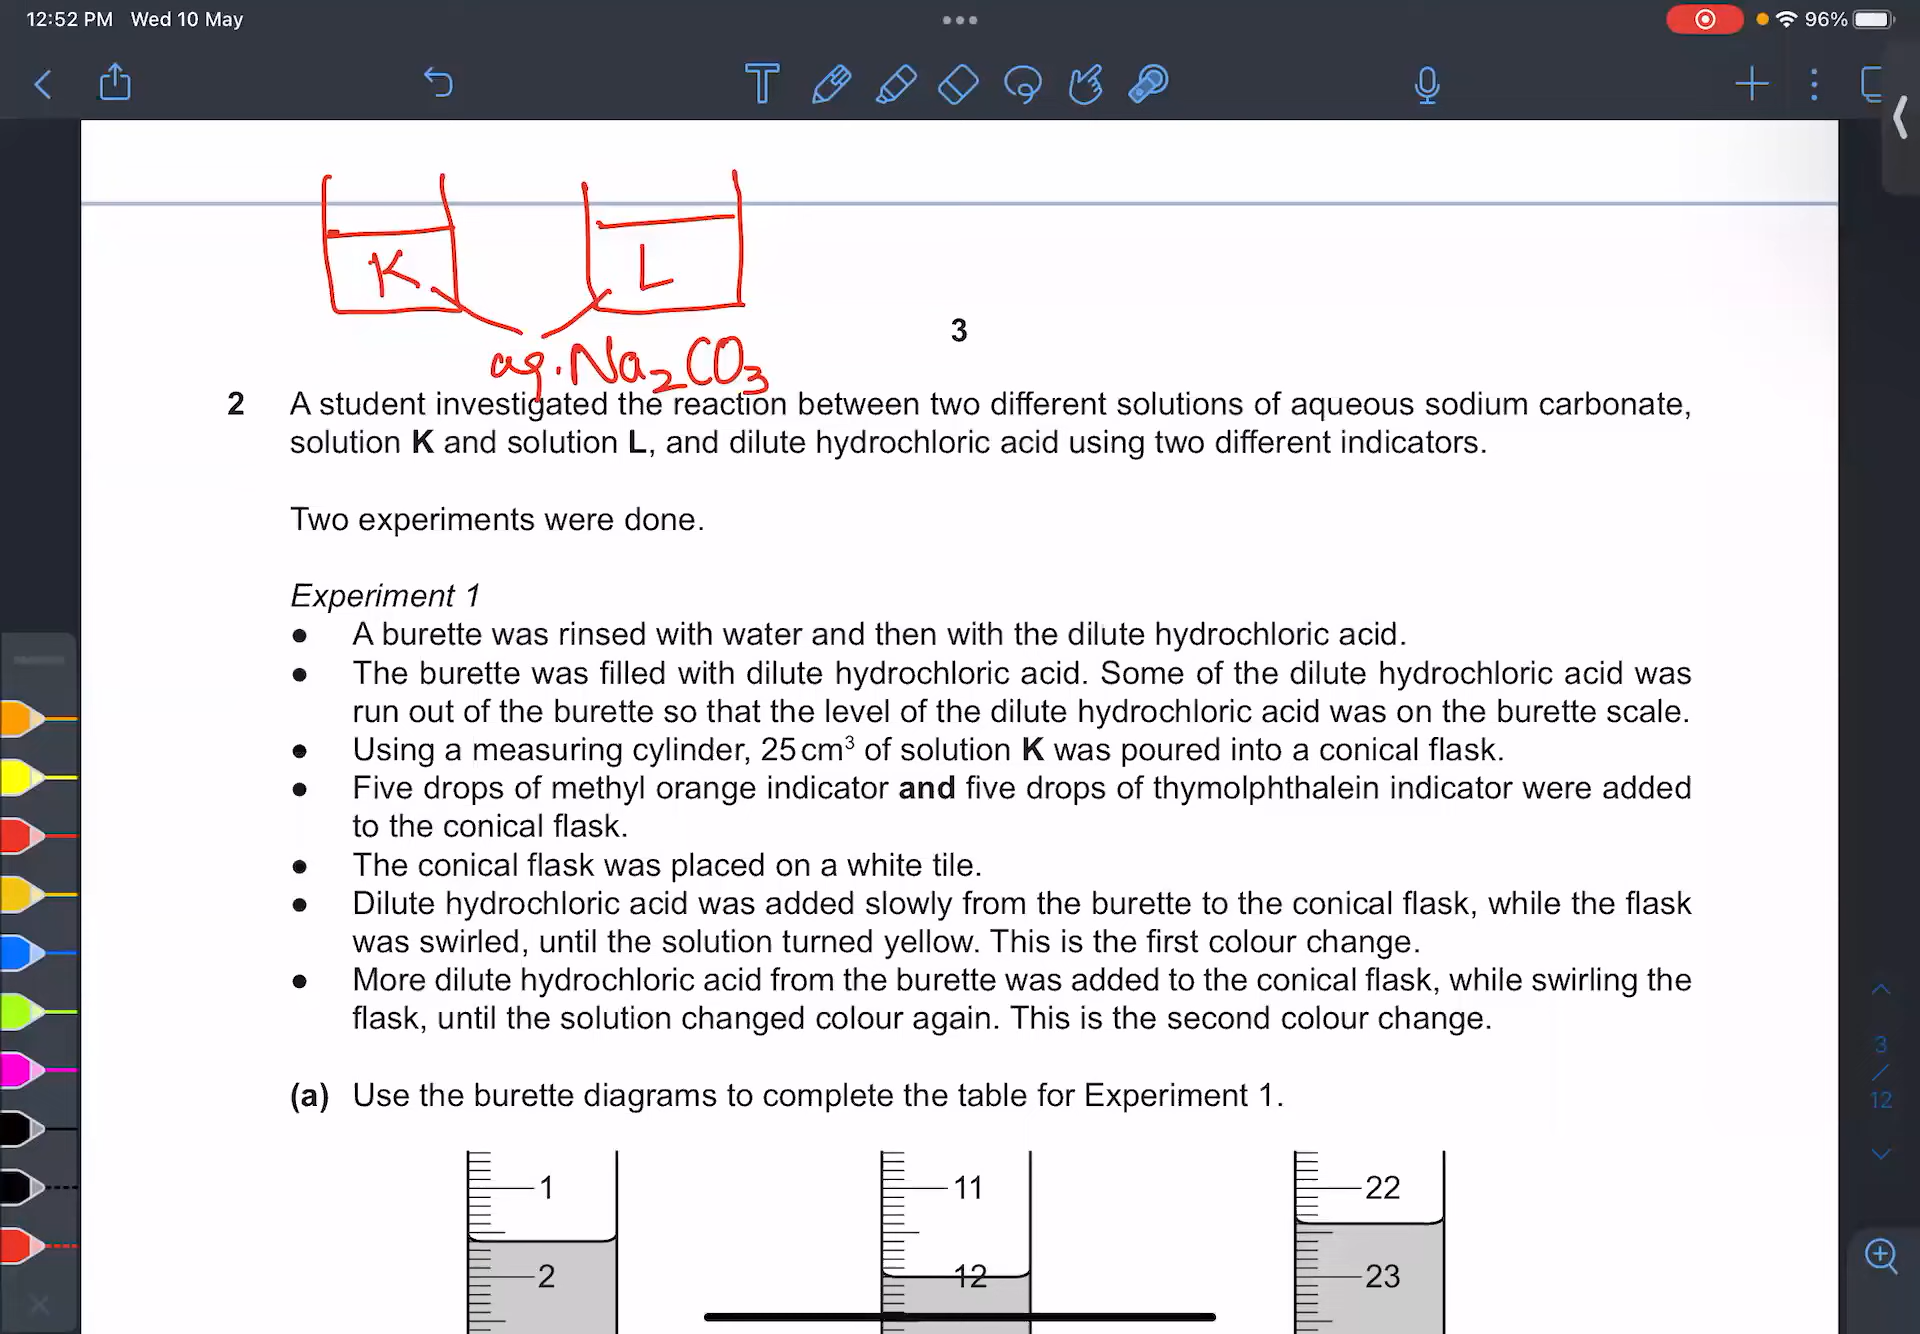 12:52 PM Wed 10 May
96%
K
L
aq. Na₂CO₃
3
2 A student investigated the reaction between two different solutions of aqueous sodium carbonate,
solution K and solution L, and dilute hydrochloric acid using two different indicators.
Two experiments were done.
Experiment 1
● A burette was rinsed with water and then with the dilute hydrochloric acid.
● The burette was filled with dilute hydrochloric acid. Some of the dilute hydrochloric acid was
run out of the burette so that the level of the dilute hydrochloric acid was on the burette scale.
● Using a measuring cylinder, 25 cm³ of solution K was poured into a conical flask.
● Five drops of methyl orange indicator and five drops of thymolphthalein indicator were added
to the conical flask.
● The conical flask was placed on a white tile.
● Dilute hydrochloric acid was added slowly from the burette to the conical flask, while the flask
was swirled, until the solution turned yellow. This is the first colour change.
● More dilute hydrochloric acid from the burette was added to the conical flask, while swirling the
flask, until the solution changed colour again. This is the second colour change.
3
/
12
(a) Use the burette diagrams to complete the table for Experiment 1.
1 11 22
2 12 23